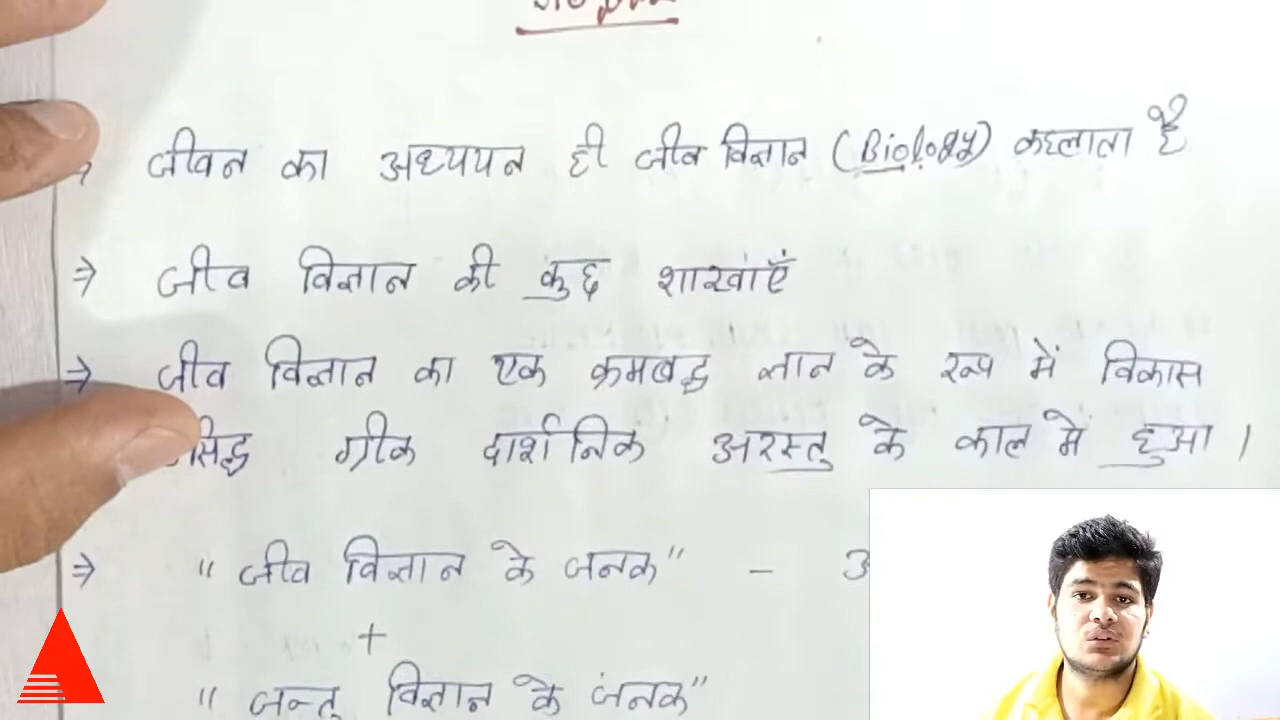 जीवन का अध्ययन ही जीव विज्ञान (Biology) कहलाता है
⇒ जीव विज्ञान की कुछ शाखाएँ
⇒ जीव विज्ञान का एक क्रमबद्ध ज्ञान के रूप में विकास
ग्रीक दार्शनिक अरस्तु के काल मे हुआ ।
⇒ " जीव विज्ञान के जनक" -
+
" जन्तु विज्ञान के जनक"